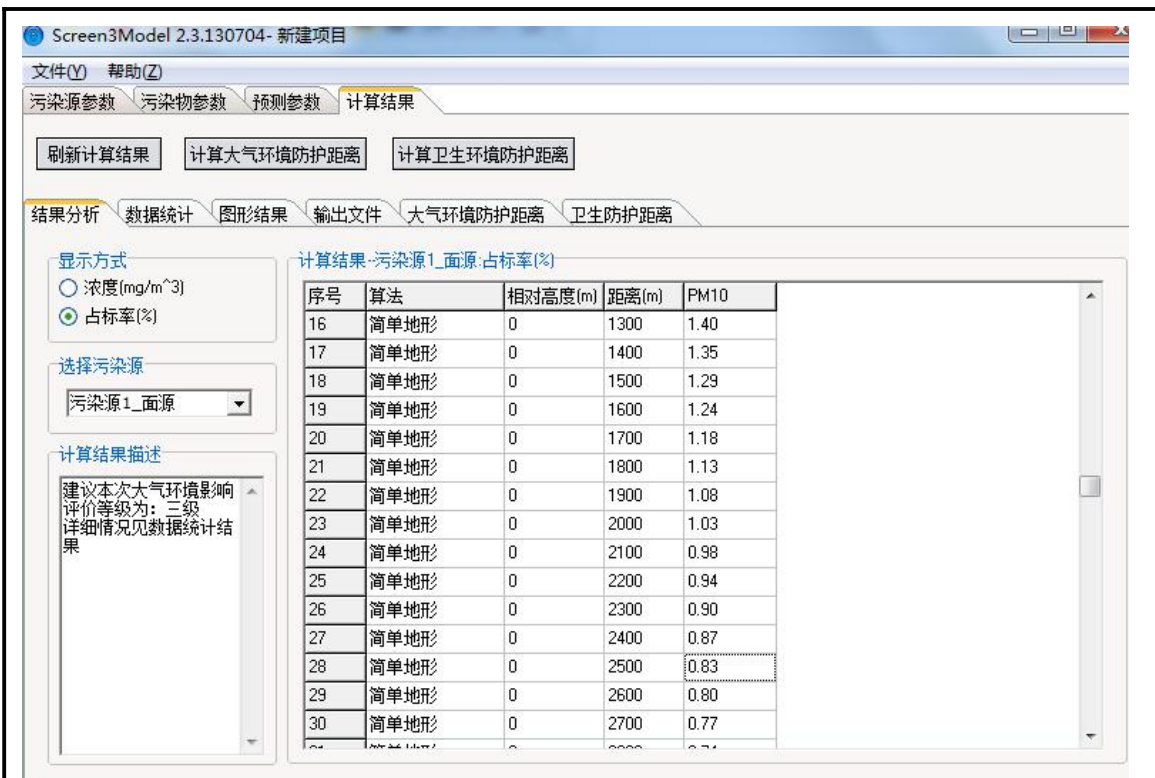 Screen3Model 2.3.130704- 新建项目
文件(Y) 帮助(Z)
污染源参数 污染物参数 预测参数 计算结果
刷新计算结果 计算大气环境防护距离 计算卫生环境防护距离
结果分析 数据统计 图形结果 输出文件 大气环境防护距离 卫生防护距离
显示方式
浓度(mg/m^3)
占标率(%)
选择污染源
污染源1_面源
计算结果描述
建议本次大气环境影响
评价等级为：三级
详细情况见数据统计结
果
计算结果-污染源1_面源:占标率(%)
序号 算法 相对高度(m) 距离(m) PM10
16 简单地形 0 1300 1.40
17 简单地形 0 1400 1.35
18 简单地形 0 1500 1.29
19 简单地形 0 1600 1.24
20 简单地形 0 1700 1.18
21 简单地形 0 1800 1.13
22 简单地形 0 1900 1.08
23 简单地形 0 2000 1.03
24 简单地形 0 2100 0.98
25 简单地形 0 2200 0.94
26 简单地形 0 2300 0.90
27 简单地形 0 2400 0.87
28 简单地形 0 2500 0.83
29 简单地形 0 2600 0.80
30 简单地形 0 2700 0.77